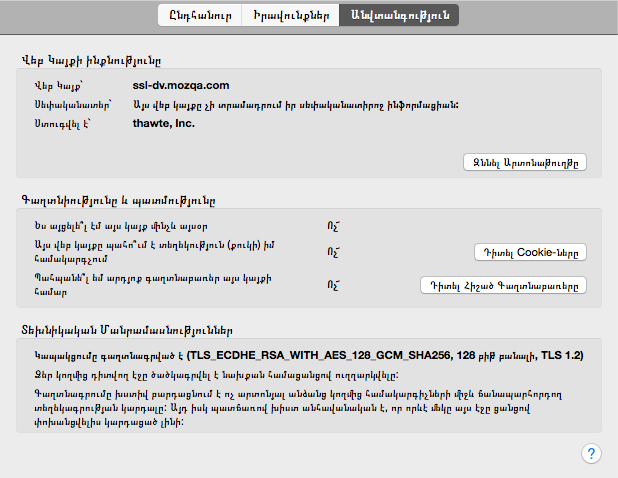 Ընդհանուր Իրավունքներ Անվտանգություն
Վեբ Կայքի ինքնությունը
Վեբ Կայք՝ ssl-dv.mozqa.com
Սեփականատեր՝ Այս վեբ կայքը չի տրամադրում իր սեփականատիրոջ ինֆորմացիան:
Ստուգվել է՝ thawte, Inc.
Զննել Արտոնաթուղթը
Գաղտնիությունը և պատմությունը
Ես այցելե՞լ էմ այս կայք մինչև այսօր Ոչ՜
Այս վեբ կայքը պահո՞ւմ է տեղեկություն (քուկի) իմ
համակարգչում Ոչ՜ Դիտել Cookie-ները
Պահպանե՞լ եմ արդյոք գաղտնաբառեր այս կայքի
համար Ոչ՜ Դիտել Հիշած Գաղտնաբառերը
Տեխնիկական Մանրամասնություններ
Կապակցումը գաղտնագրված է (TLS_ECDHE_RSA_WITH_AES_128_GCM_SHA256, 128 բիթ բանալի, TLS 1.2)
Ձեր կողմից դիտվող էջը ծածկագրվել է նախքան համացանցով ուղղարկվելը:
Գաղտնագրումը խստիվ բարդացնում է ոչ արտոնյալ անձանց կողմից համակարգիչների միջև ճանապարհորդող
տեղեկագրության կարդալը: Այդ իսկ պատճառով խիստ անհավանական է, որ որևէ մեկը այս էջը ցանցով
փոխանցվելիս կարդացած լինի:
?